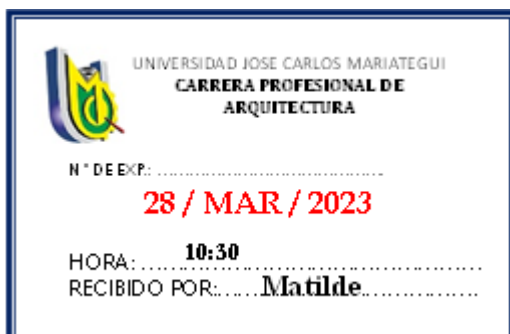 UNIVERSIDAD JOSE CARLOS MARIATEGUI
CARRERA PROFESIONAL DE
ARQUITECTURA
N° DE EXP.: ................................................
28 / MAR / 2023
HORA: .......10:30...........................................
RECIBIDO POR:......Matilde..................